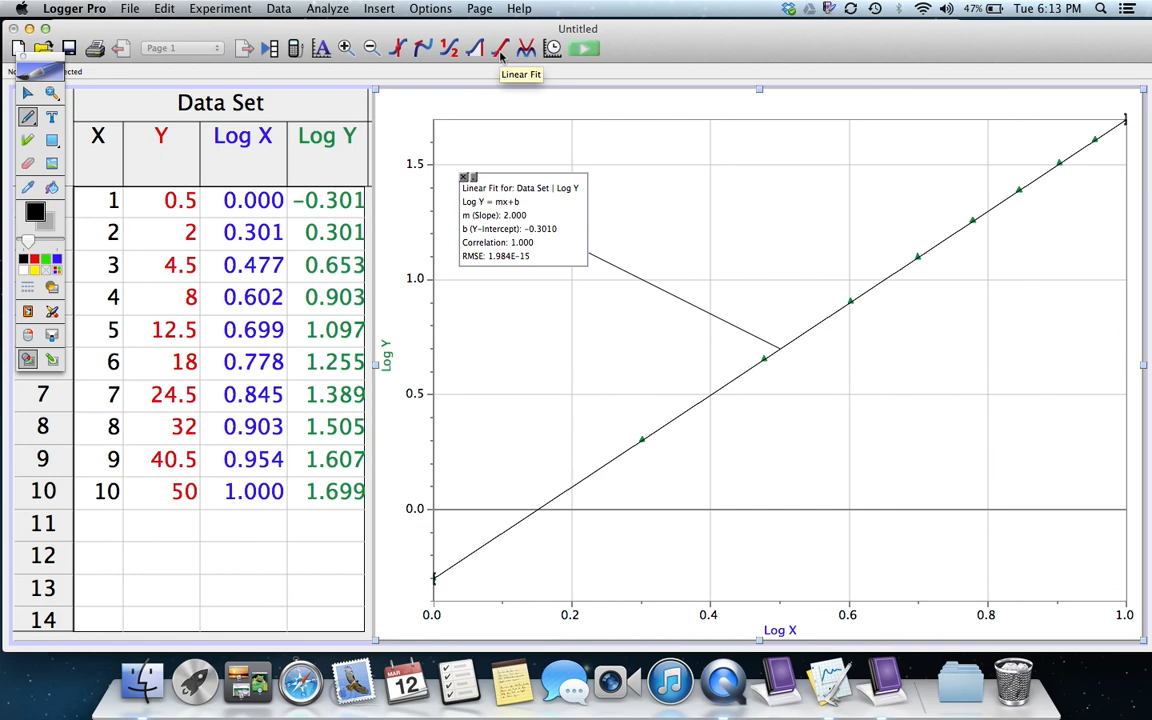 Logger Pro File Edit Experiment Data Analyze Insert Options Page Help 47% Tue 6:13 PM
Untitled
Page 1
1/2
Linear Fit
Data Set
X Y Log X Log Y
1 0.5 0.000 −0.301
2 2 0.301 0.301
3 4.5 0.477 0.653
4 8 0.602 0.903
5 12.5 0.699 1.097
6 18 0.778 1.255
7 7 24.5 0.845 1.389
8 8 32 0.903 1.505
9 9 40.5 0.954 1.607
10 10 50 1.000 1.699
11
12
13
14
T
Linear Fit for: Data Set | Log Y
Log Y = mx+b
m (Slope): 2.000
b (Y-Intercept): -0.3010
Correlation: 1.000
RMSE: 1.984E-15
1.5
1.0
0.5
0.0
Log Y
0.0 0.2 0.4 0.6 0.8 1.0
Log X
MAR
12